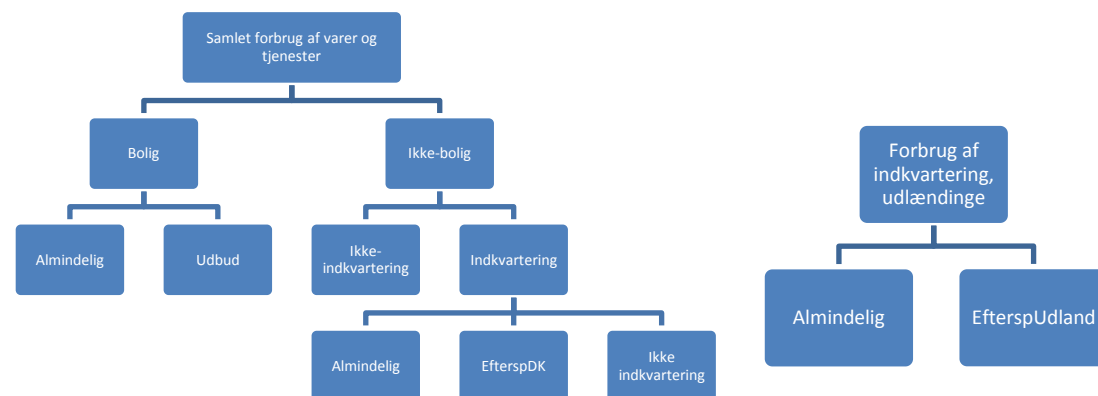 Samlet forbrug af varer og
tjenester
Bolig
Ikke-bolig
Almindelig
Udbud
Ikke-
indkvartering
Indkvartering
Almindelig
EfterspDK
Ikke
indkvartering
Forbrug af
indkvartering,
udlændinge
Almindelig
EfterspUdland